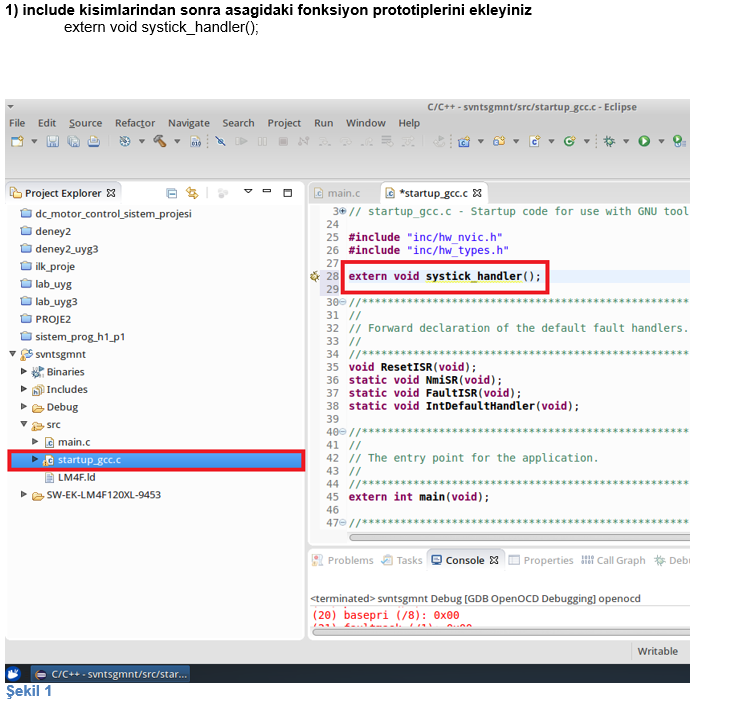 1) include kisimlarindan sonra asagidaki fonksiyon prototiplerini ekleyiniz
extern void systick_handler();
C/C++ - svntsgmnt/src/startup_gcc.c - Eclipse
File Edit Source Refactor Navigate Search Project Run Window Help
Project Explorer
dc_motor_control_sistem_projesi
deney2
deney2_uyg3
ilk_proje
lab_uyg
lab_uyg3
PROJE2
sistem_prog_h1_p1
svntsgmnt
Binaries
Includes
Debug
src
main.c
startup_gcc.c
LM4F.ld
SW-EK-LM4F120XL-9453
main.c *startup_gcc.c
3 // startup_gcc.c - Startup code for use with GNU tool
24
25 #include "inc/hw_nvic.h"
26 #include "inc/hw_types.h"
27
28 extern void systick_handler();
29
30 //**************************************************
31 //
32 // Forward declaration of the default fault handlers.
33 //
34 //**************************************************
35 void ResetISR(void);
36 static void NmiSR(void);
37 static void FaultISR(void);
38 static void IntDefaultHandler(void);
39
40 //**************************************************
41 //
42 // The entry point for the application.
43 //
44 //**************************************************
45 extern int main(void);
46
47 //**************************************************
Problems Tasks Console Properties Call Graph Debu
<terminated> svntsgmnt Debug [GDB OpenOCD Debugging] openocd
(20) basepri (/8): 0x00
(21) faultmask (/1): 0x00
Writable
C/C++ - svntsgmnt/src/star...
Şekil 1